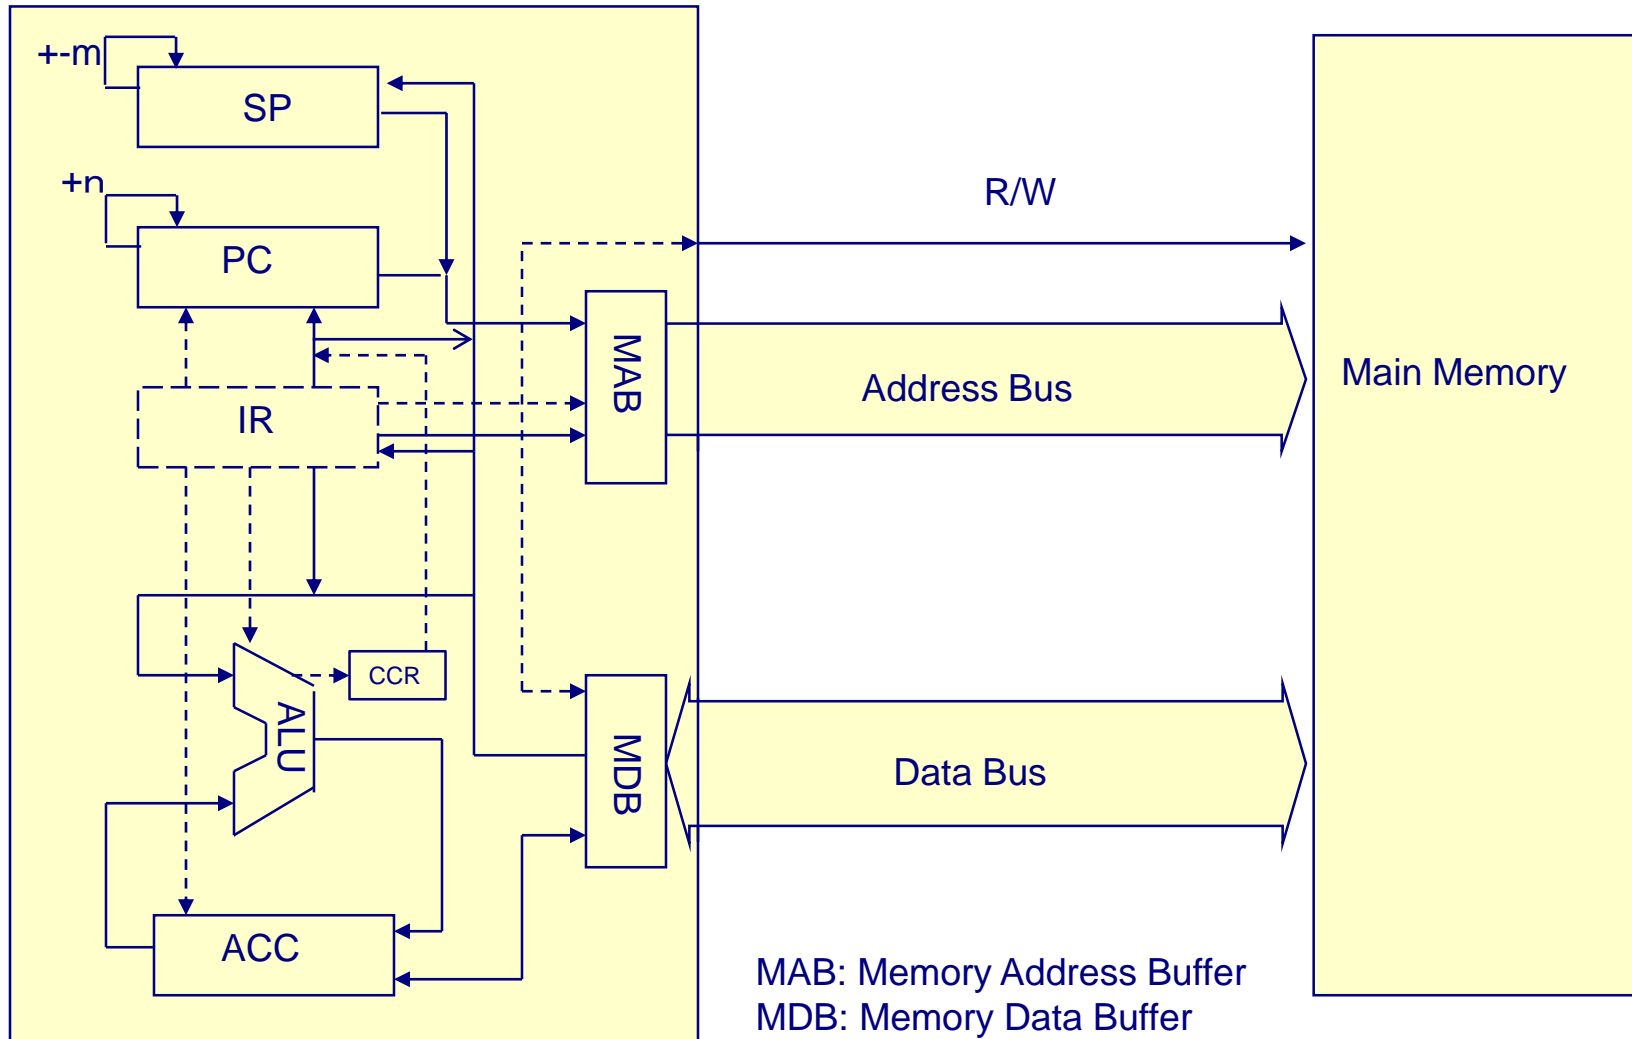 +-m
SP
+n
PC
R/W
IR
MAB
Address Bus
Main Memory
CCR
ALU
MDB
Data Bus
ACC
MAB: Memory Address Buffer
MDB: Memory Data Buffer